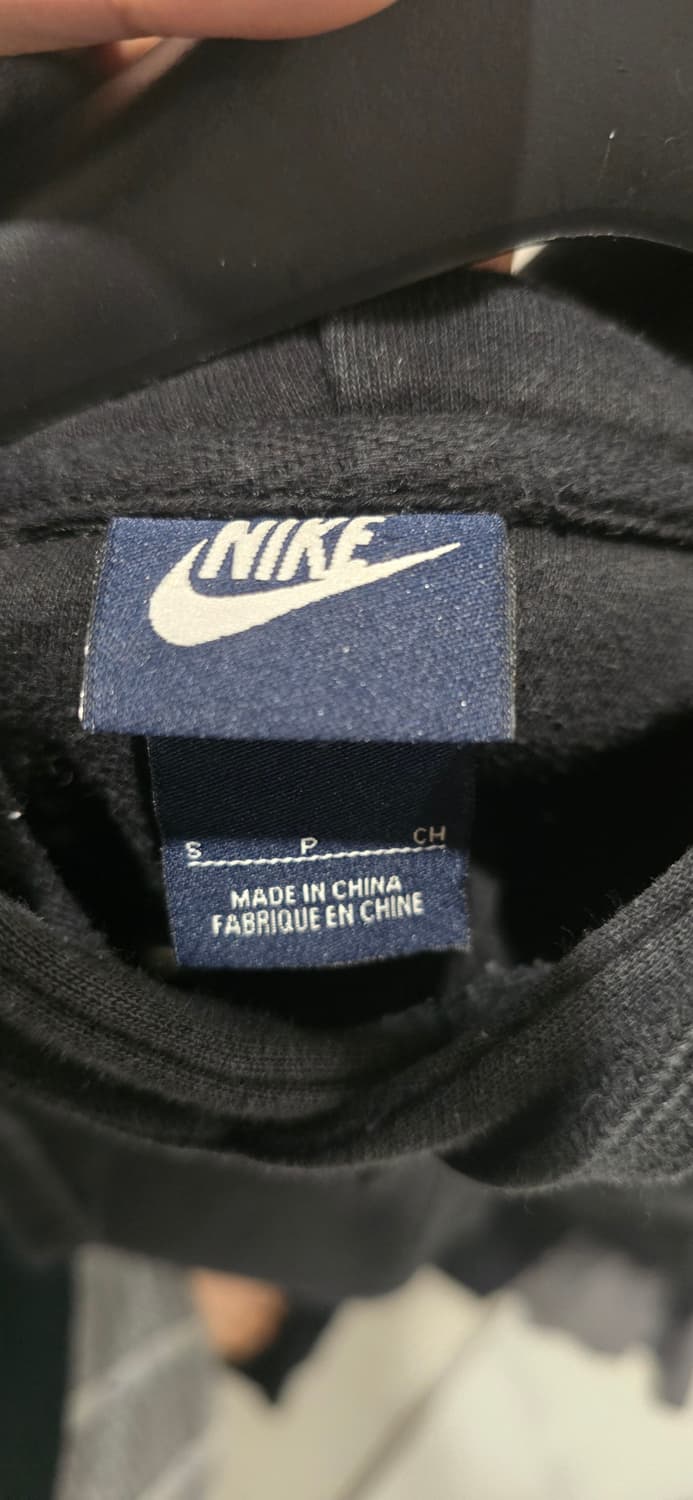 NIKE
S P CH
MADE IN CHINA
FABRIQUE EN CHINE